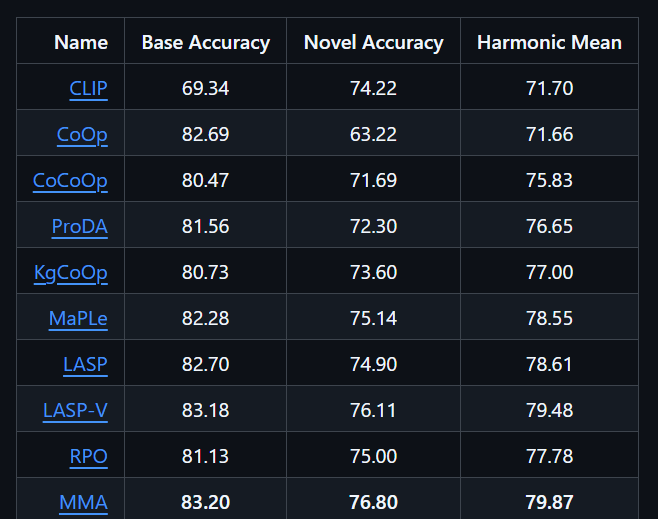 Name Base Accuracy Novel Accuracy Harmonic Mean
CLIP 69.34 74.22 71.70
CoOp 82.69 63.22 71.66
CoCoOp 80.47 71.69 75.83
ProDA 81.56 72.30 76.65
KgCoOp 80.73 73.60 77.00
MaPLe 82.28 75.14 78.55
LASP 82.70 74.90 78.61
LASP-V 83.18 76.11 79.48
RPO 81.13 75.00 77.78
MMA 83.20 76.80 79.87